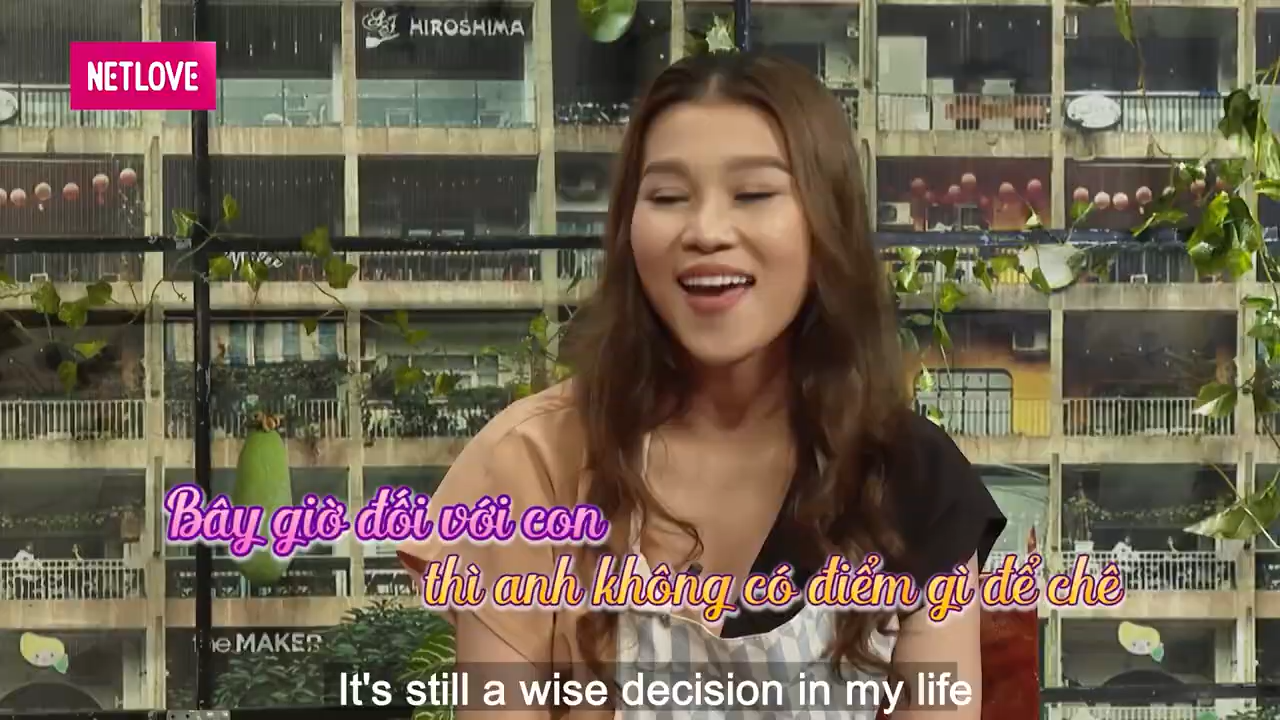 HIROSHIMA
NETLOVE
Bây giờ đối với con
thì anh không có điểm gì để chê
the MAKER
It's still a wise decision in my life